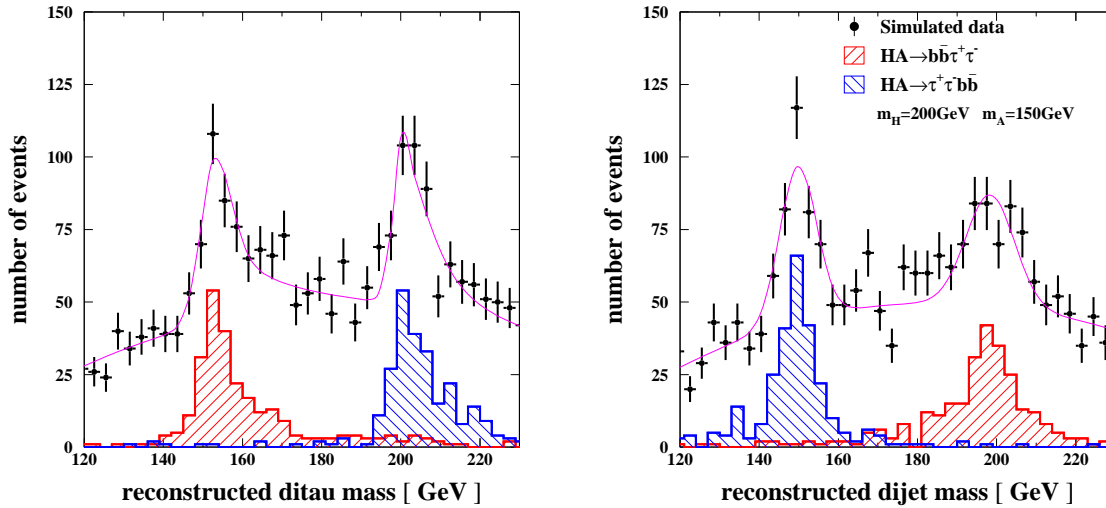 150
125
100
75
50
25
0
120 140 160 180 200 220
number of events
reconstructed ditau mass [ GeV ]
150
125
100
75
50
25
0
120 140 160 180 200 220
number of events
reconstructed dijet mass [ GeV ]
Simulated data
HA→bb̄τ⁺τ⁻
HA→τ⁺τ⁻bb̄
m_H=200GeV m_A=150GeV